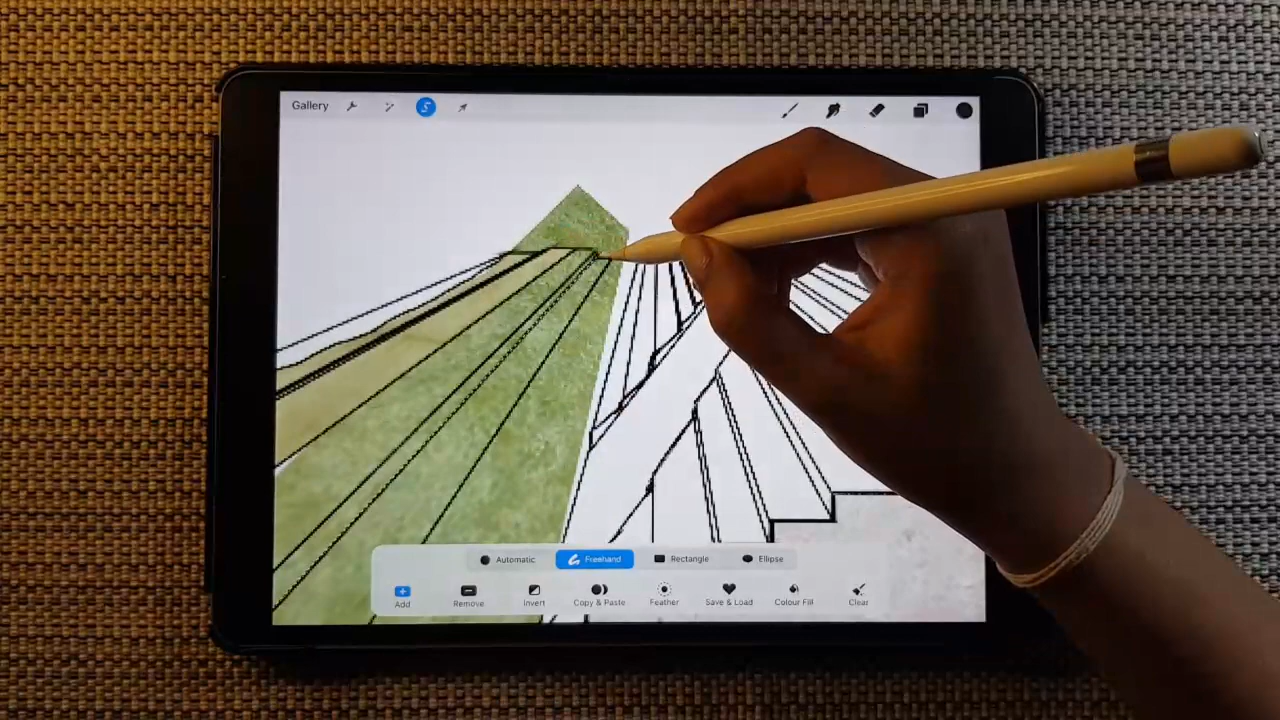 Gallery
Automatic Freehand Rectangle Ellipse
Add Remove Invert Copy & Paste Feather Save & Load Colour Fill Clear